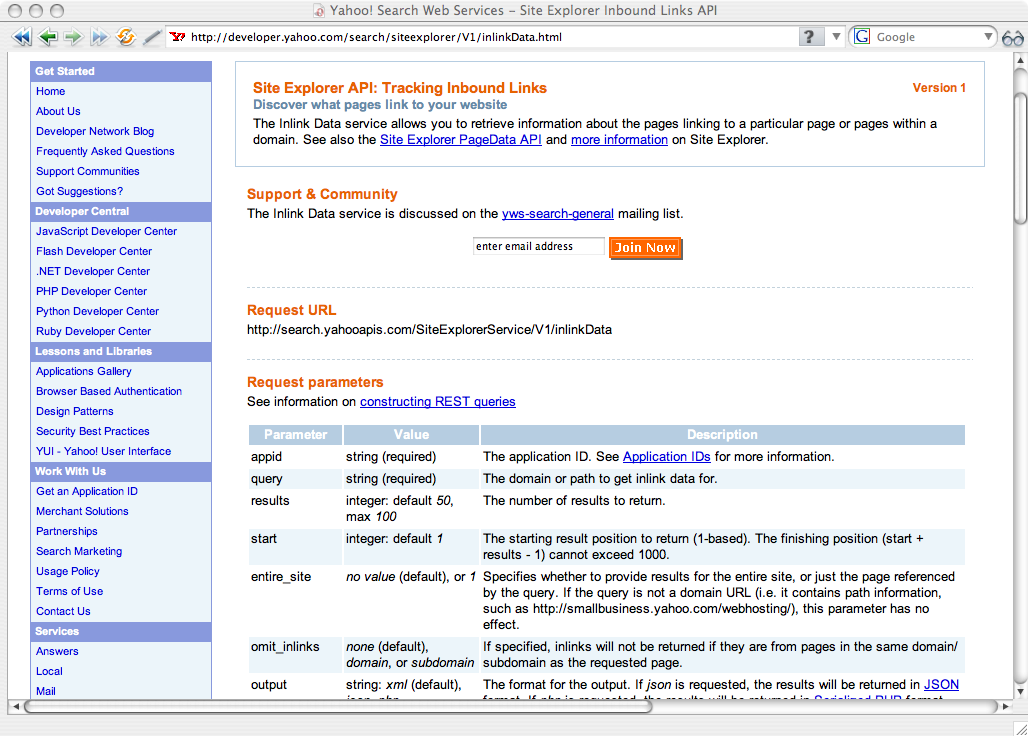 Yahoo! Search Web Services – Site Explorer Inbound Links API
http://developer.yahoo.com/search/siteexplorer/V1/inlinkData.html
?
G Google
Get Started
Home
About Us
Developer Network Blog
Frequently Asked Questions
Support Communities
Got Suggestions?
Developer Central
JavaScript Developer Center
Flash Developer Center
.NET Developer Center
PHP Developer Center
Python Developer Center
Ruby Developer Center
Lessons and Libraries
Applications Gallery
Browser Based Authentication
Design Patterns
Security Best Practices
YUI - Yahoo! User Interface
Work With Us
Get an Application ID
Merchant Solutions
Partnerships
Search Marketing
Usage Policy
Terms of Use
Contact Us
Services
Answers
Local
Mail
Site Explorer API: Tracking Inbound Links
Version 1
Discover what pages link to your website
The Inlink Data service allows you to retrieve information about the pages linking to a particular page or pages within a
domain. See also the Site Explorer PageData API and more information on Site Explorer.
Support & Community
The Inlink Data service is discussed on the yws-search-general mailing list.
enter email address Join Now
Request URL
http://search.yahooapis.com/SiteExplorerService/V1/inlinkData
Request parameters
See information on constructing REST queries
Parameter Value Description
appid string (required) The application ID. See Application IDs for more information.
query string (required) The domain or path to get inlink data for.
results integer: default 50, The number of results to return.
max 100
start integer: default 1 The starting result position to return (1-based). The finishing position (start +
results - 1) cannot exceed 1000.
entire_site no value (default), or 1 Specifies whether to provide results for the entire site, or just the page referenced
by the query. If the query is not a domain URL (i.e. it contains path information,
such as http://smallbusiness.yahoo.com/webhosting/), this parameter has no
effect.
omit_inlinks none (default), If specified, inlinks will not be returned if they are from pages in the same domain/
domain, or subdomain subdomain as the requested page.
output string: xml (default), The format for the output. If json is requested, the results will be returned in JSON
json, php format. If php is requested, the results will be returned in Serialized PHP format.